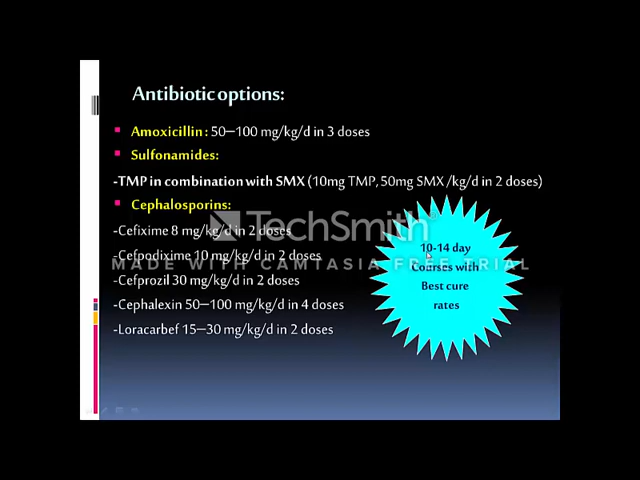 Antibiotic options:
Amoxicillin : 50–100 mg/kg/d in 3 doses
Sulfonamides:
-TMP in combination with SMX (10mg TMP, 50mg SMX /kg/d in 2 doses)
Cephalosporins:
-Cefixime 8 mg/kg/d in 2 doses
-Cefpodixime 10 mg/kg/d in 2 doses
-Cefprozil 30 mg/kg/d in 2 doses
-Cephalexin 50–100 mg/kg/d in 4 doses
-Loracarbef 15–30 mg/kg/d in 2 doses
10-14 day
Courses with
Best cure
rates
TechSmith
MADE WITH CAMTASIA FREE TRIAL